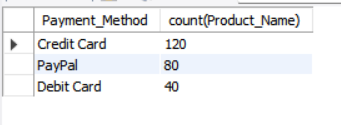 Payment_Method count(Product_Name)
Credit Card 120
PayPal 80
Debit Card 40